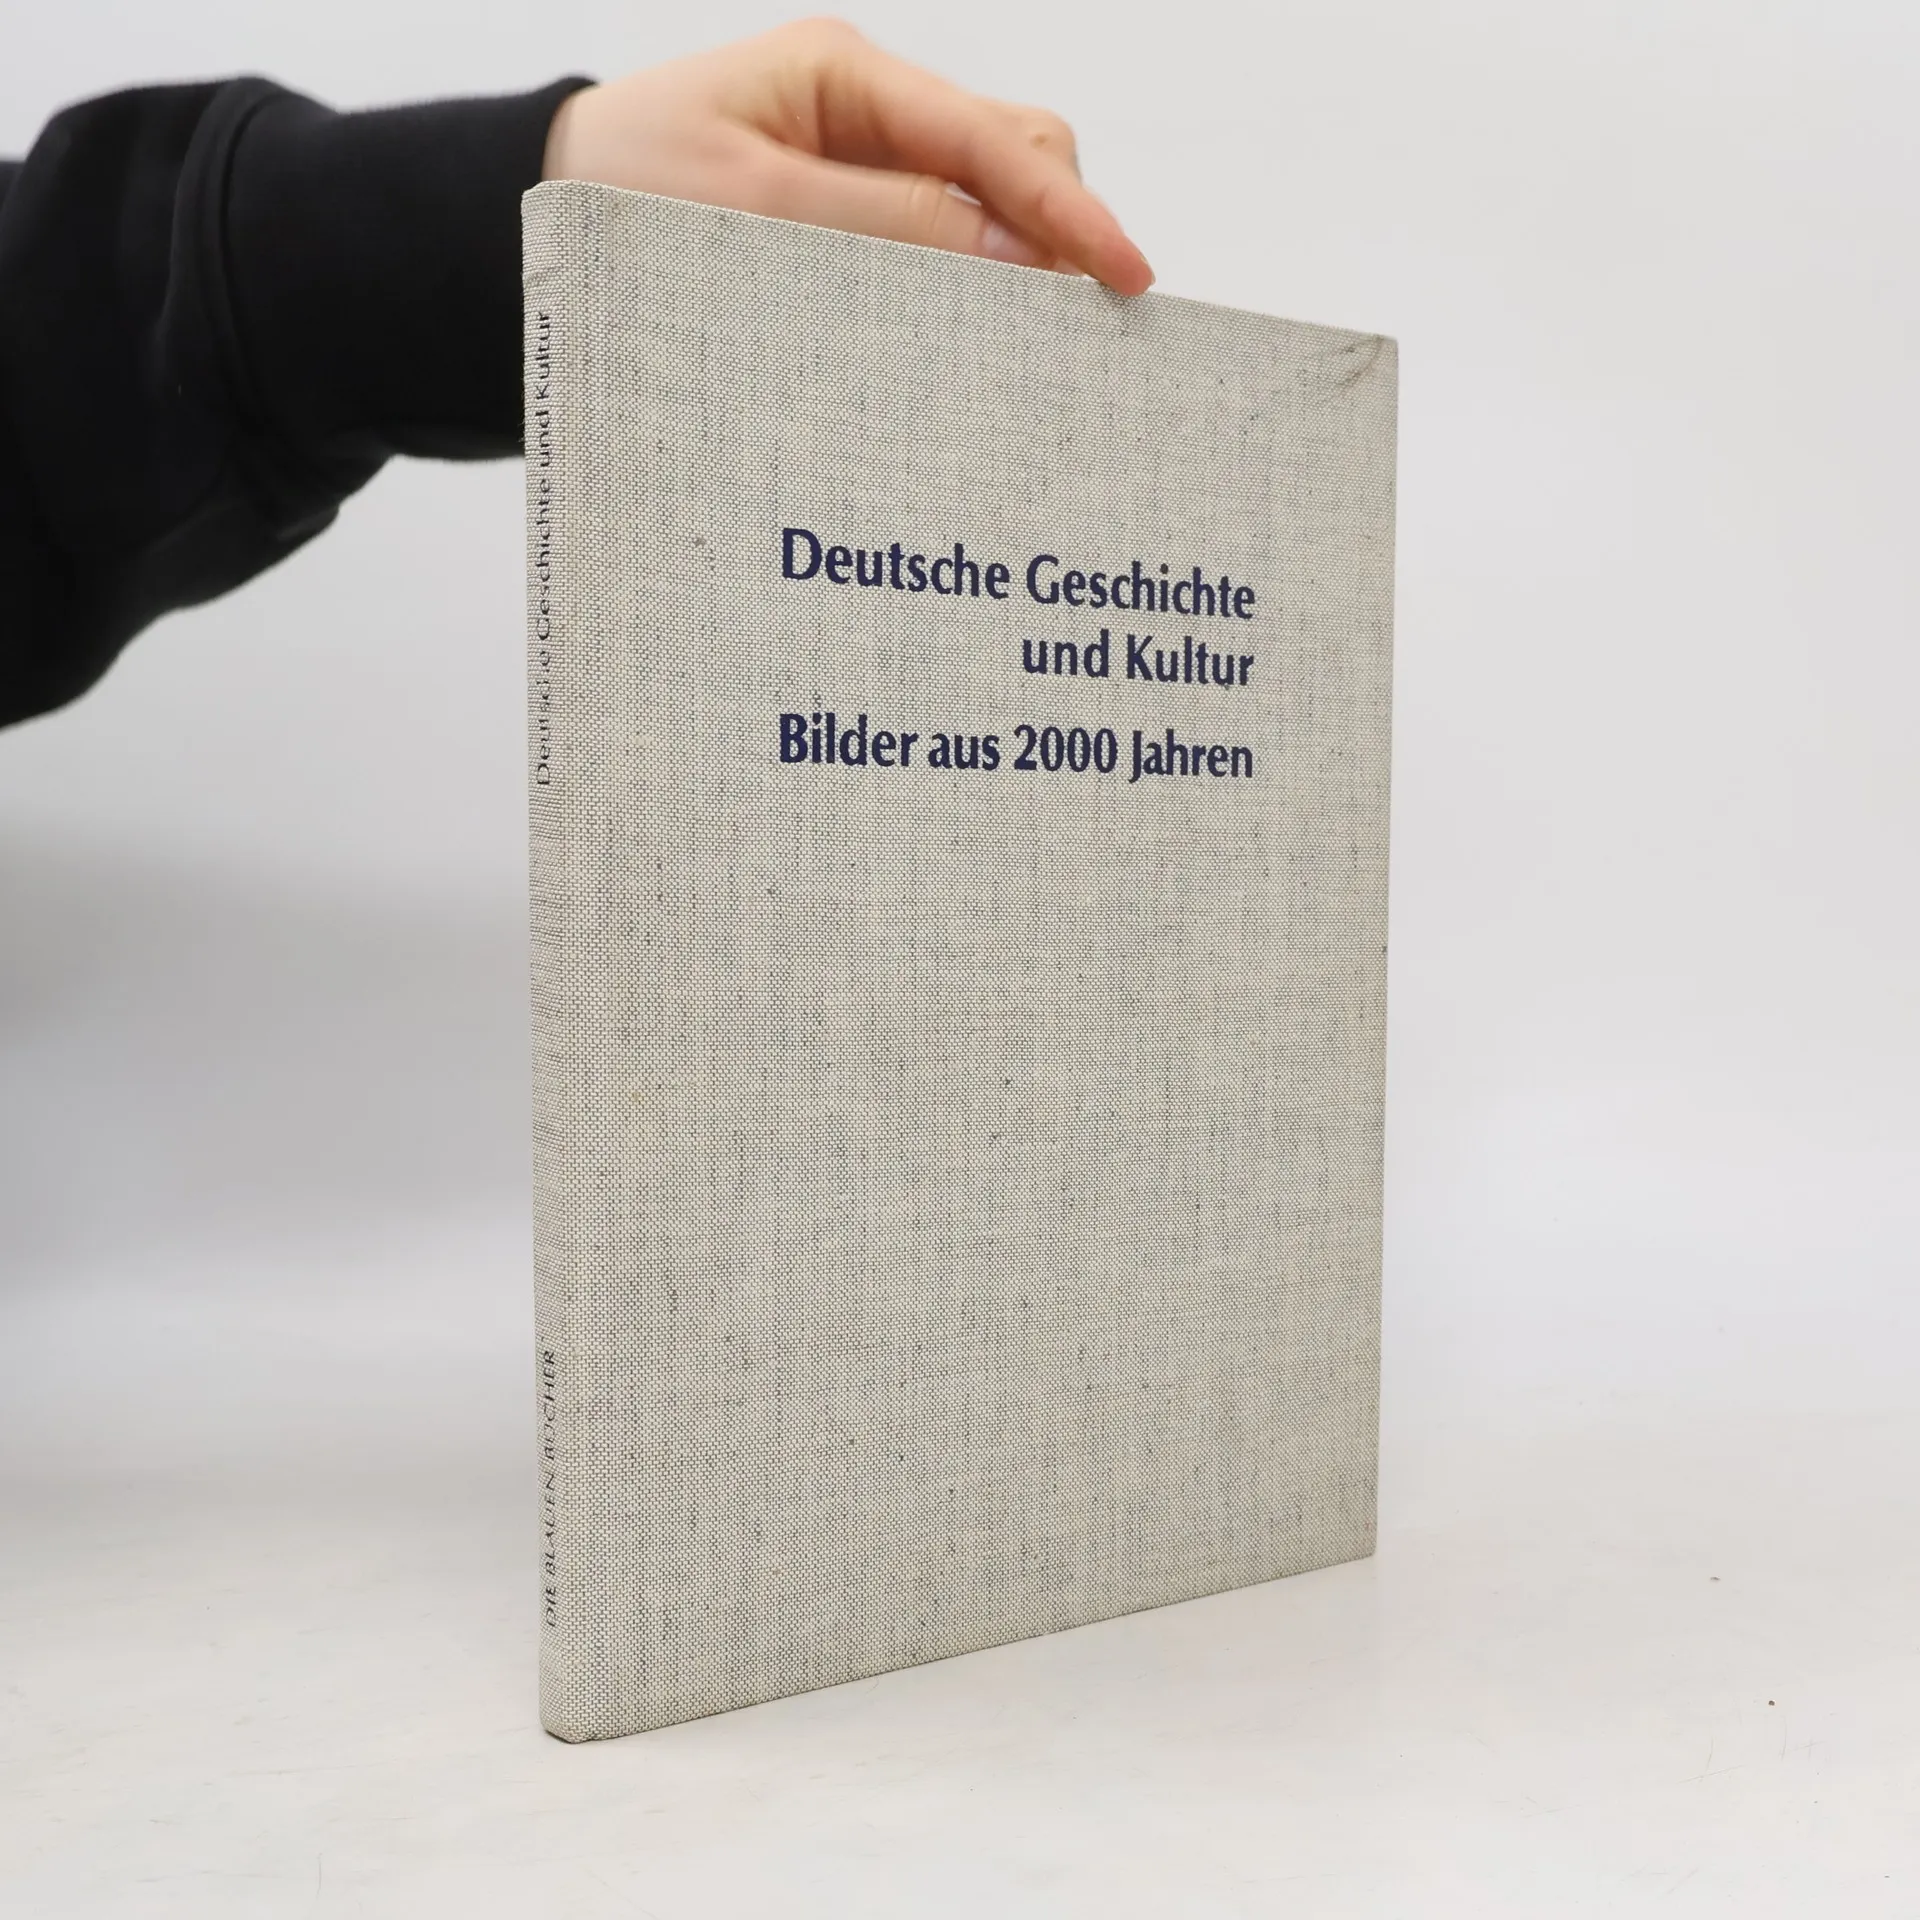 Deutsche Geschichte
und Kultur
Bilder aus 2000 Jahren
Deutsche Geschichte und Kultur
DIE BLAUEN BÜCHER